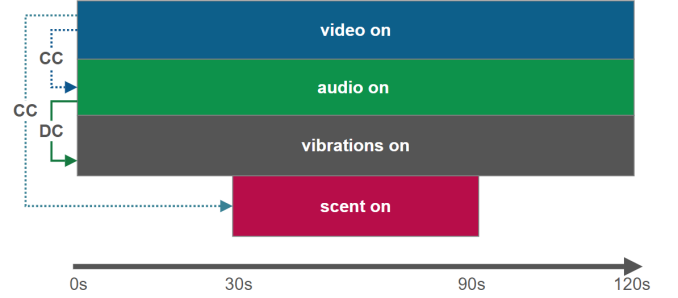 video on
CC
audio on
CC
DC
vibrations on
scent on
0s 30s 90s 120s